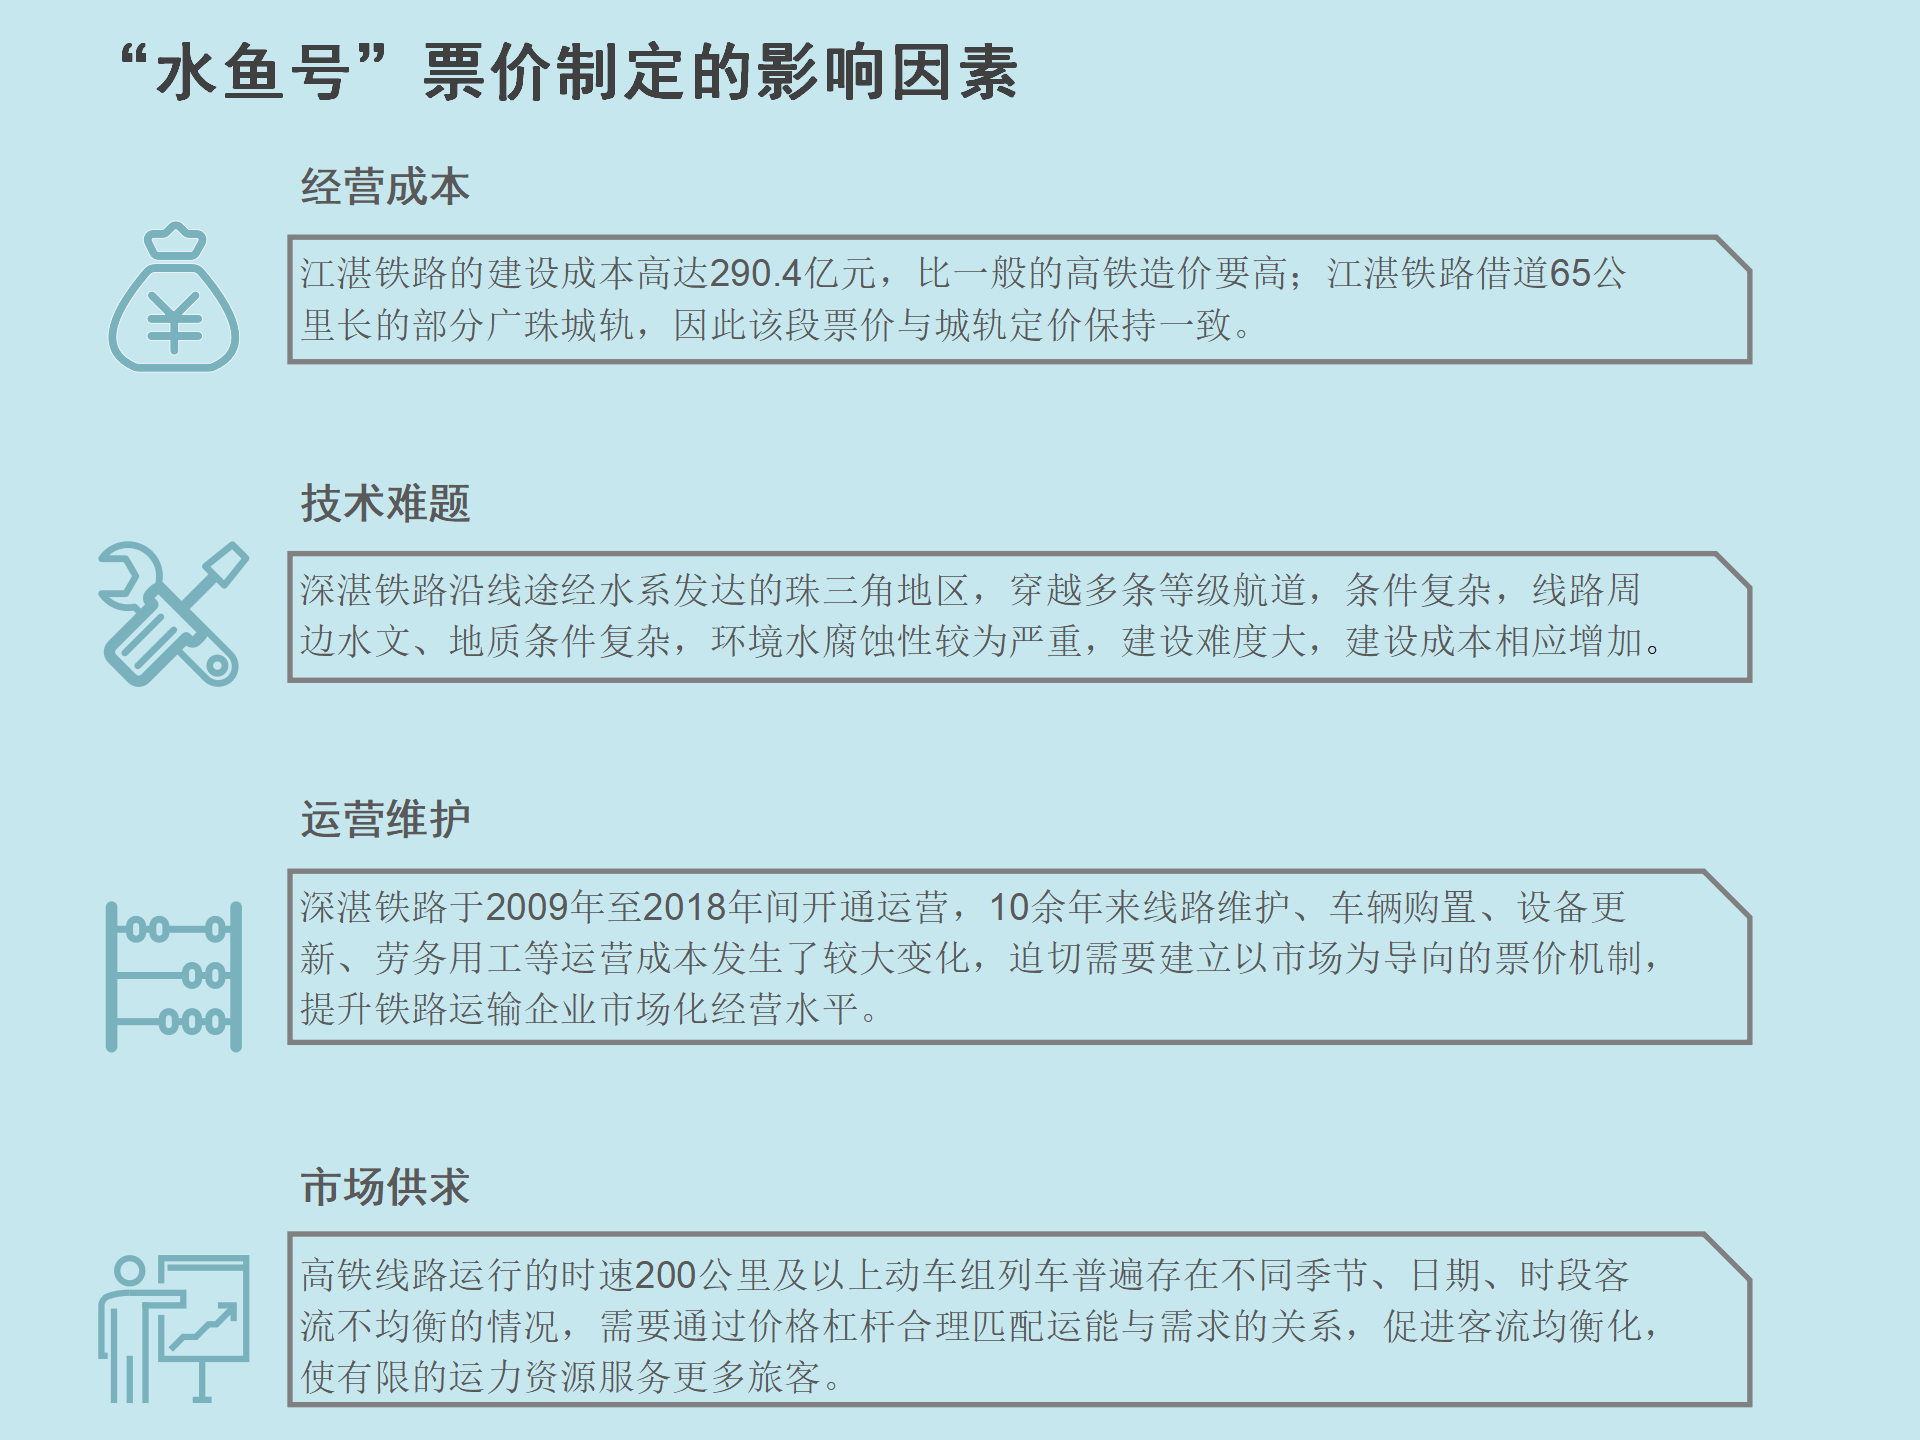 “水鱼号”票价制定的影响因素
经营成本
江湛铁路的建设成本高达290.4亿元，比一般的高铁造价要高；江湛铁路借道65公
里长的部分广珠城轨，因此该段票价与城轨定价保持一致。
技术难题
深湛铁路沿线途经水系发达的珠三角地区，穿越多条等级航道，条件复杂，线路周
边水文、地质条件复杂，环境水腐蚀性较为严重，建设难度大，建设成本相应增加。
运营维护
深湛铁路于2009年至2018年间开通运营，10余年来线路维护、车辆购置、设备更
新、劳务用工等运营成本发生了较大变化，迫切需要建立以市场为导向的票价机制，
提升铁路运输企业市场化经营水平。
市场供求
高铁线路运行的时速200公里及以上动车组列车普遍存在不同季节、日期、时段客
流不均衡的情况，需要通过价格杠杆合理匹配运能与需求的关系，促进客流均衡化，
使有限的运力资源服务更多旅客。